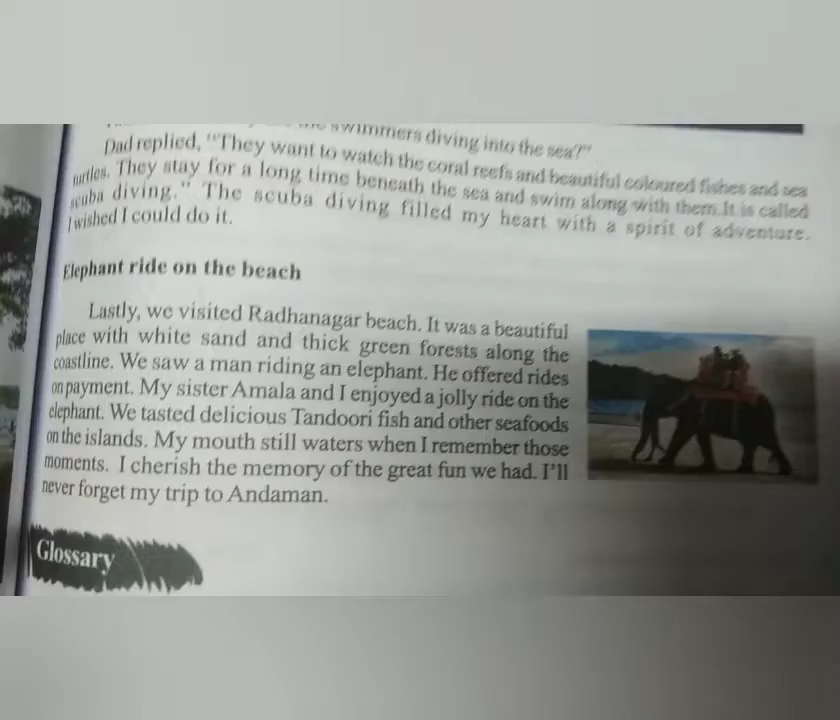 swimmers diving into the sea?"
Dad replied, "They want to watch the coral reefs and beautiful coloured fishes and sea
turtles. They stay for a long time beneath the sea and swim along with them.It is called
scuba diving." The scuba diving filled my heart with a spirit of adventure.
I wished I could do it.
Elephant ride on the beach
Lastly, we visited Radhanagar beach. It was a beautiful
place with white sand and thick green forests along the
coastline. We saw a man riding an elephant. He offered rides
on payment. My sister Amala and I enjoyed a jolly ride on the
elephant. We tasted delicious Tandoori fish and other seafoods
on the islands. My mouth still waters when I remember those
moments. I cherish the memory of the great fun we had. I'll
never forget my trip to Andaman.
Glossary